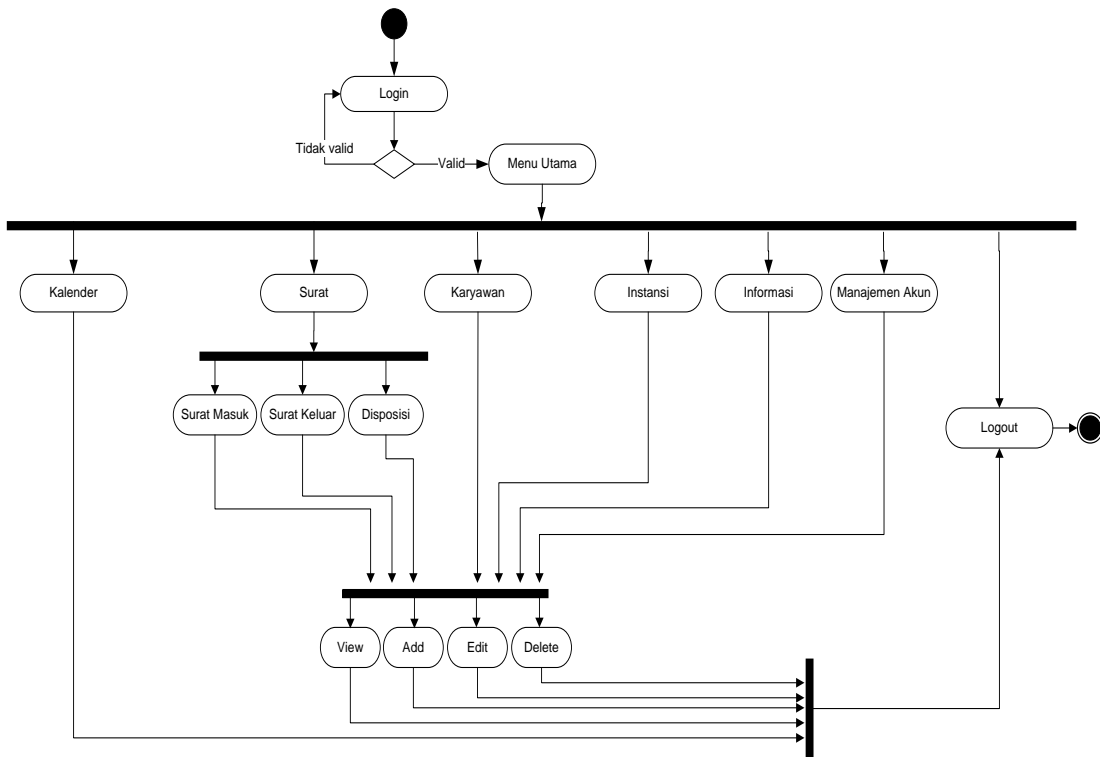 Login
Tidak valid
Valid
Menu Utama
Kalender
Surat
Karyawan
Instansi
Informasi
Manajemen Akun
Surat Masuk
Surat Keluar
Disposisi
Logout
View
Add
Edit
Delete